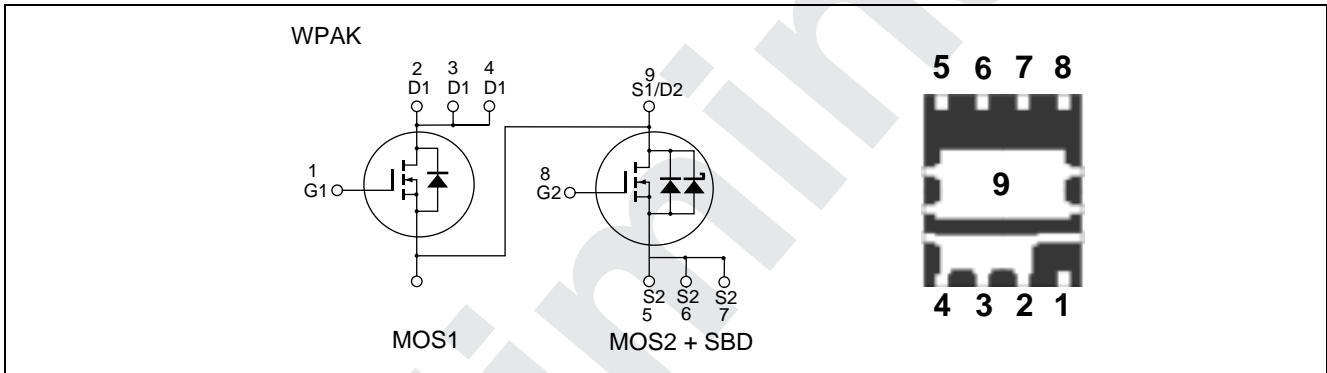 WPAK
2 3 4
D1 D1 D1
9
S1/D2
1
G1
8
G2
S2 S2 S2
5 6 7
MOS1
MOS2 + SBD
5 6 7 8
9
4 3 2 1